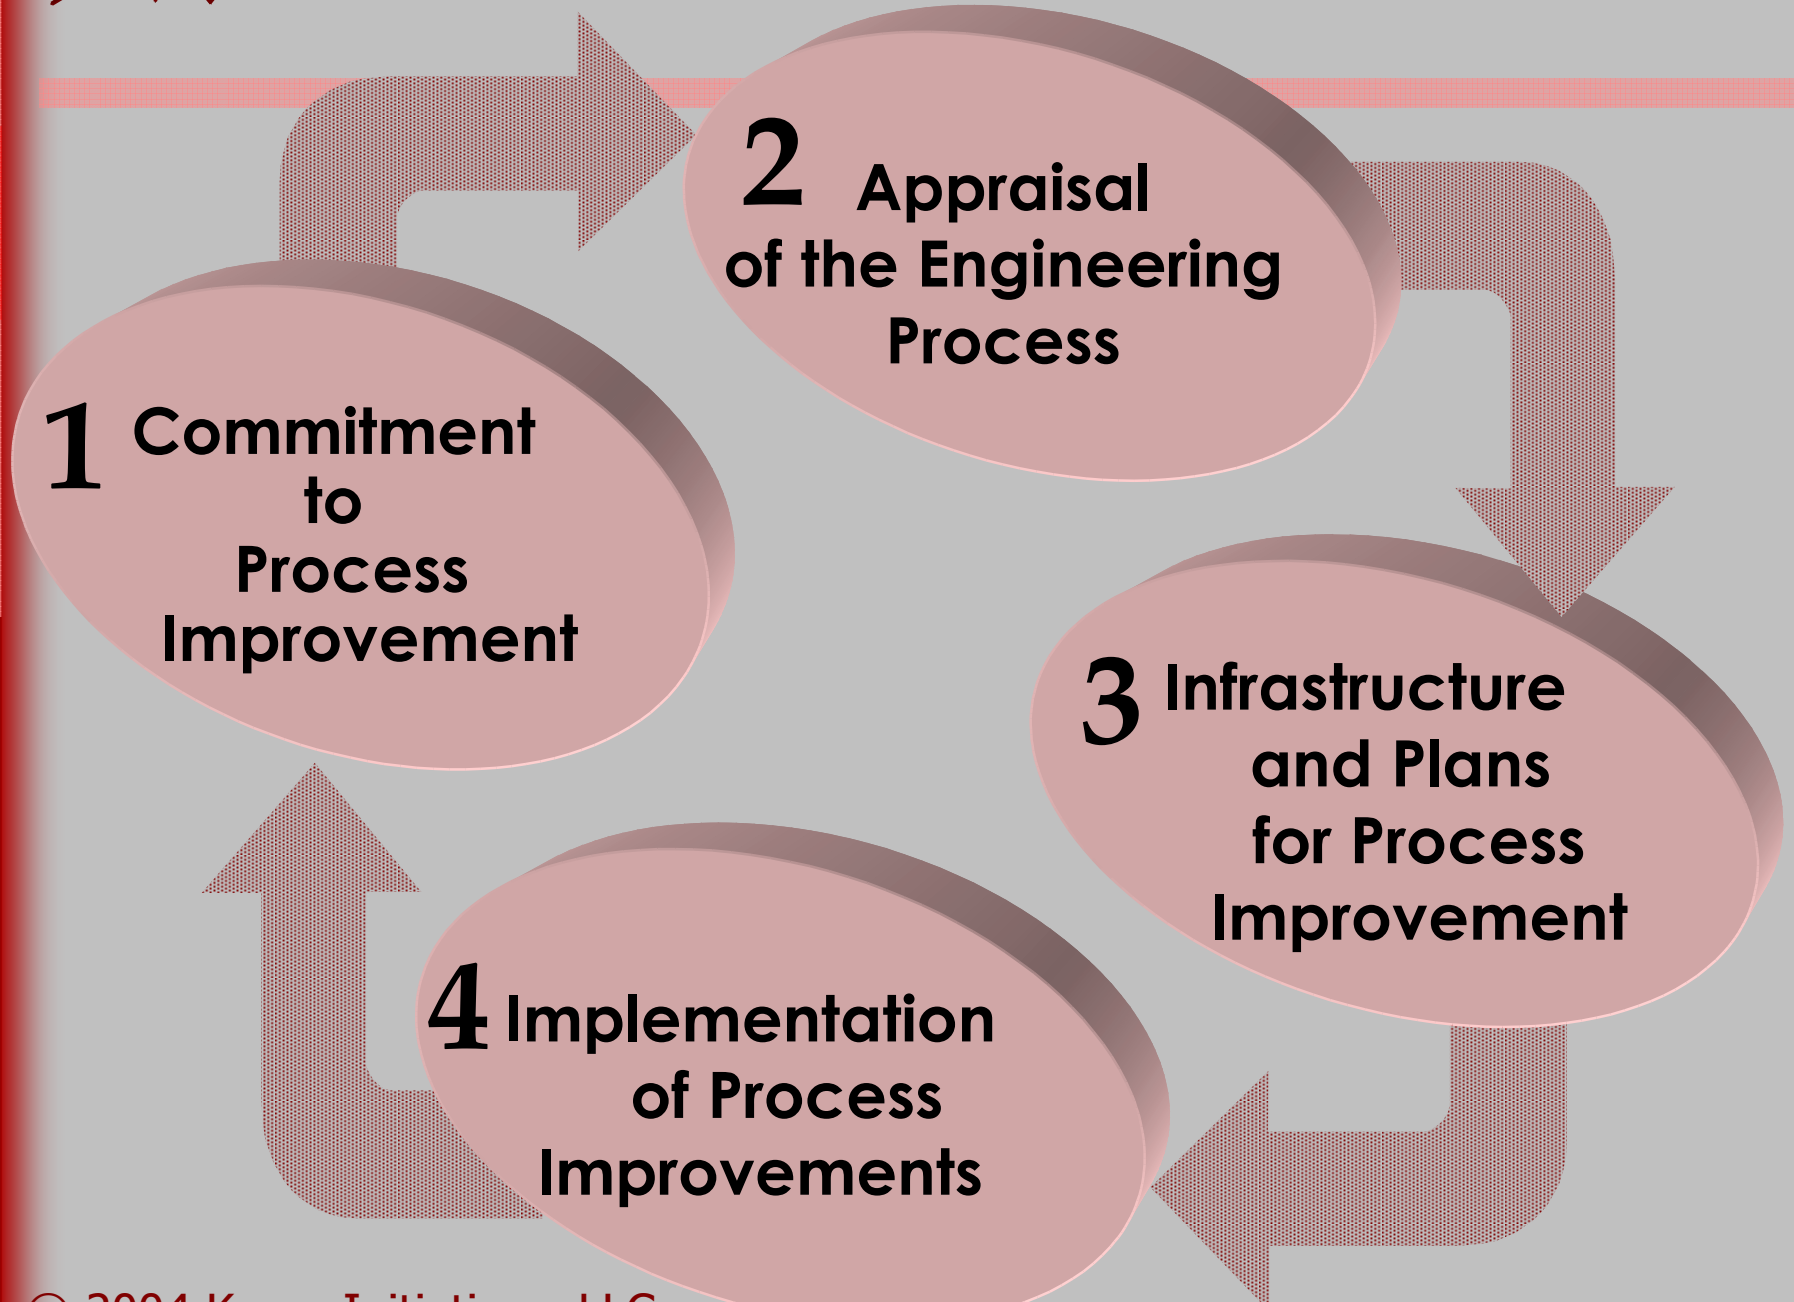 1 Commitment
to
Process
Improvement
2 Appraisal
of the Engineering
Process
3 Infrastructure
and Plans
for Process
Improvement
4 Implementation
of Process
Improvements
© 2004